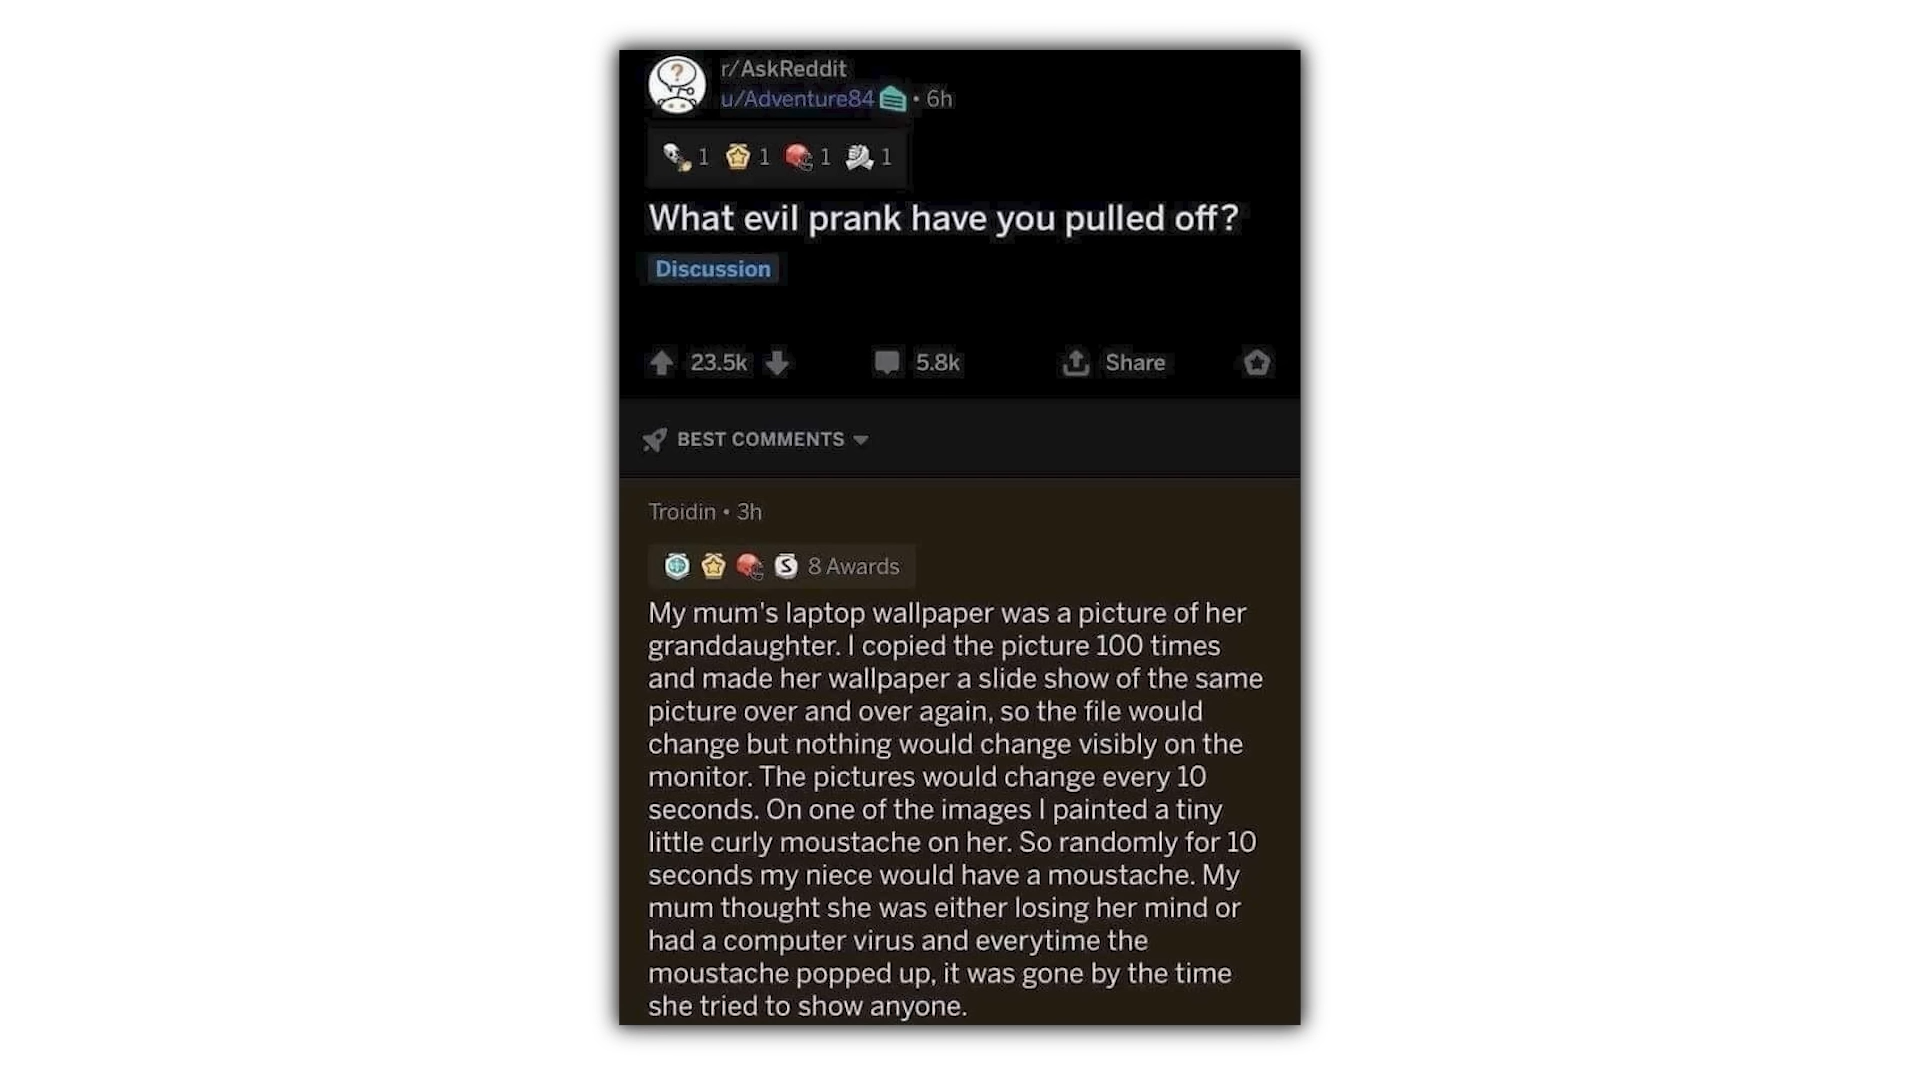 r/AskReddit
u/Adventure84 • 6h
1 1 1 1
What evil prank have you pulled off?
Discussion
23.5k 5.8k Share
BEST COMMENTS
Troidin • 3h
S 8 Awards
My mum's laptop wallpaper was a picture of her
granddaughter. I copied the picture 100 times
and made her wallpaper a slide show of the same
picture over and over again, so the file would
change but nothing would change visibly on the
monitor. The pictures would change every 10
seconds. On one of the images I painted a tiny
little curly moustache on her. So randomly for 10
seconds my niece would have a moustache. My
mum thought she was either losing her mind or
had a computer virus and everytime the
moustache popped up, it was gone by the time
she tried to show anyone.